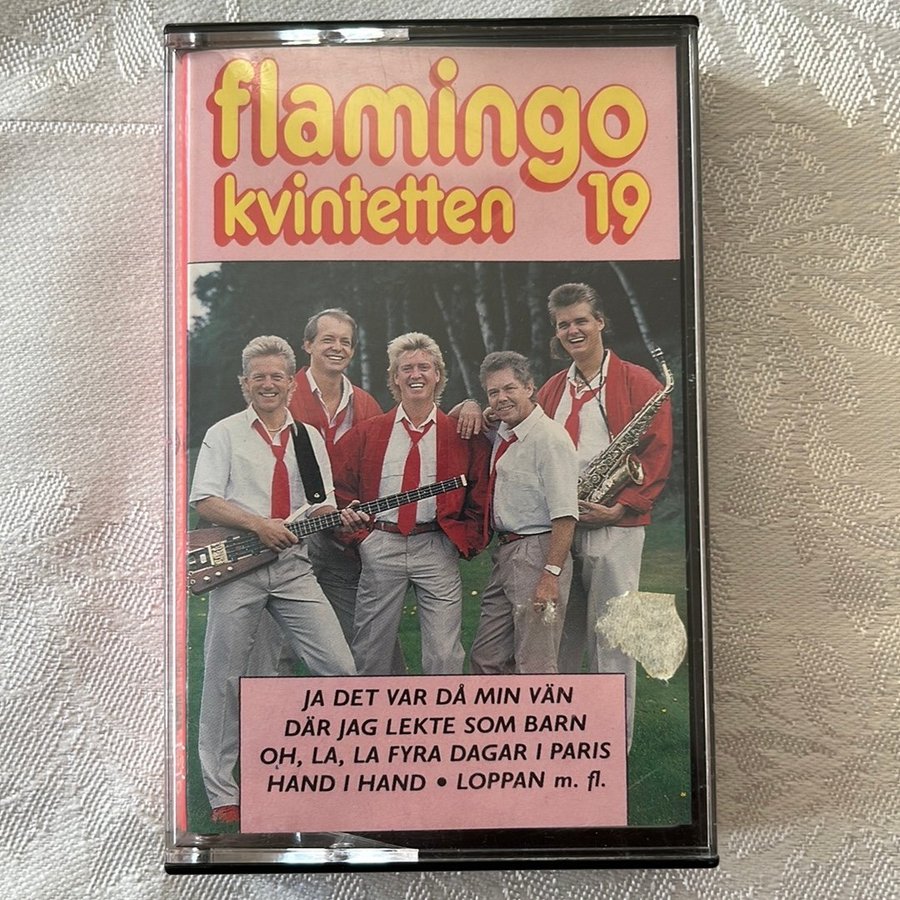 flamingo
kvintetten 19
JA DET VAR DÅ MIN VÄN
DÄR JAG LEKTE SOM BARN
OH, LA, LA FYRA DAGAR I PARIS
HAND I HAND • LOPPAN m. fl.